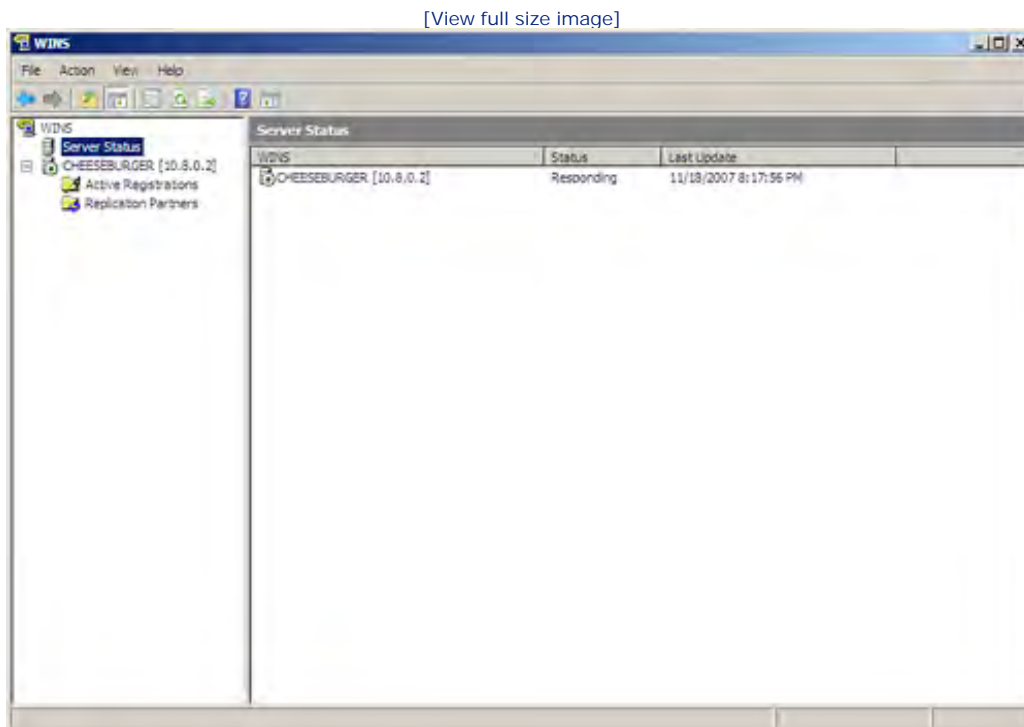 [View full size image]
WINS
File Action View Help
WINS
Server Status
CHEESEBURGER [10.8.0.2]
Active Registrations
Replication Partners
Server Status
WINS Status Last Update
CHEESEBURGER [10.8.0.2] Responding 11/18/2007 8:17:56 PM